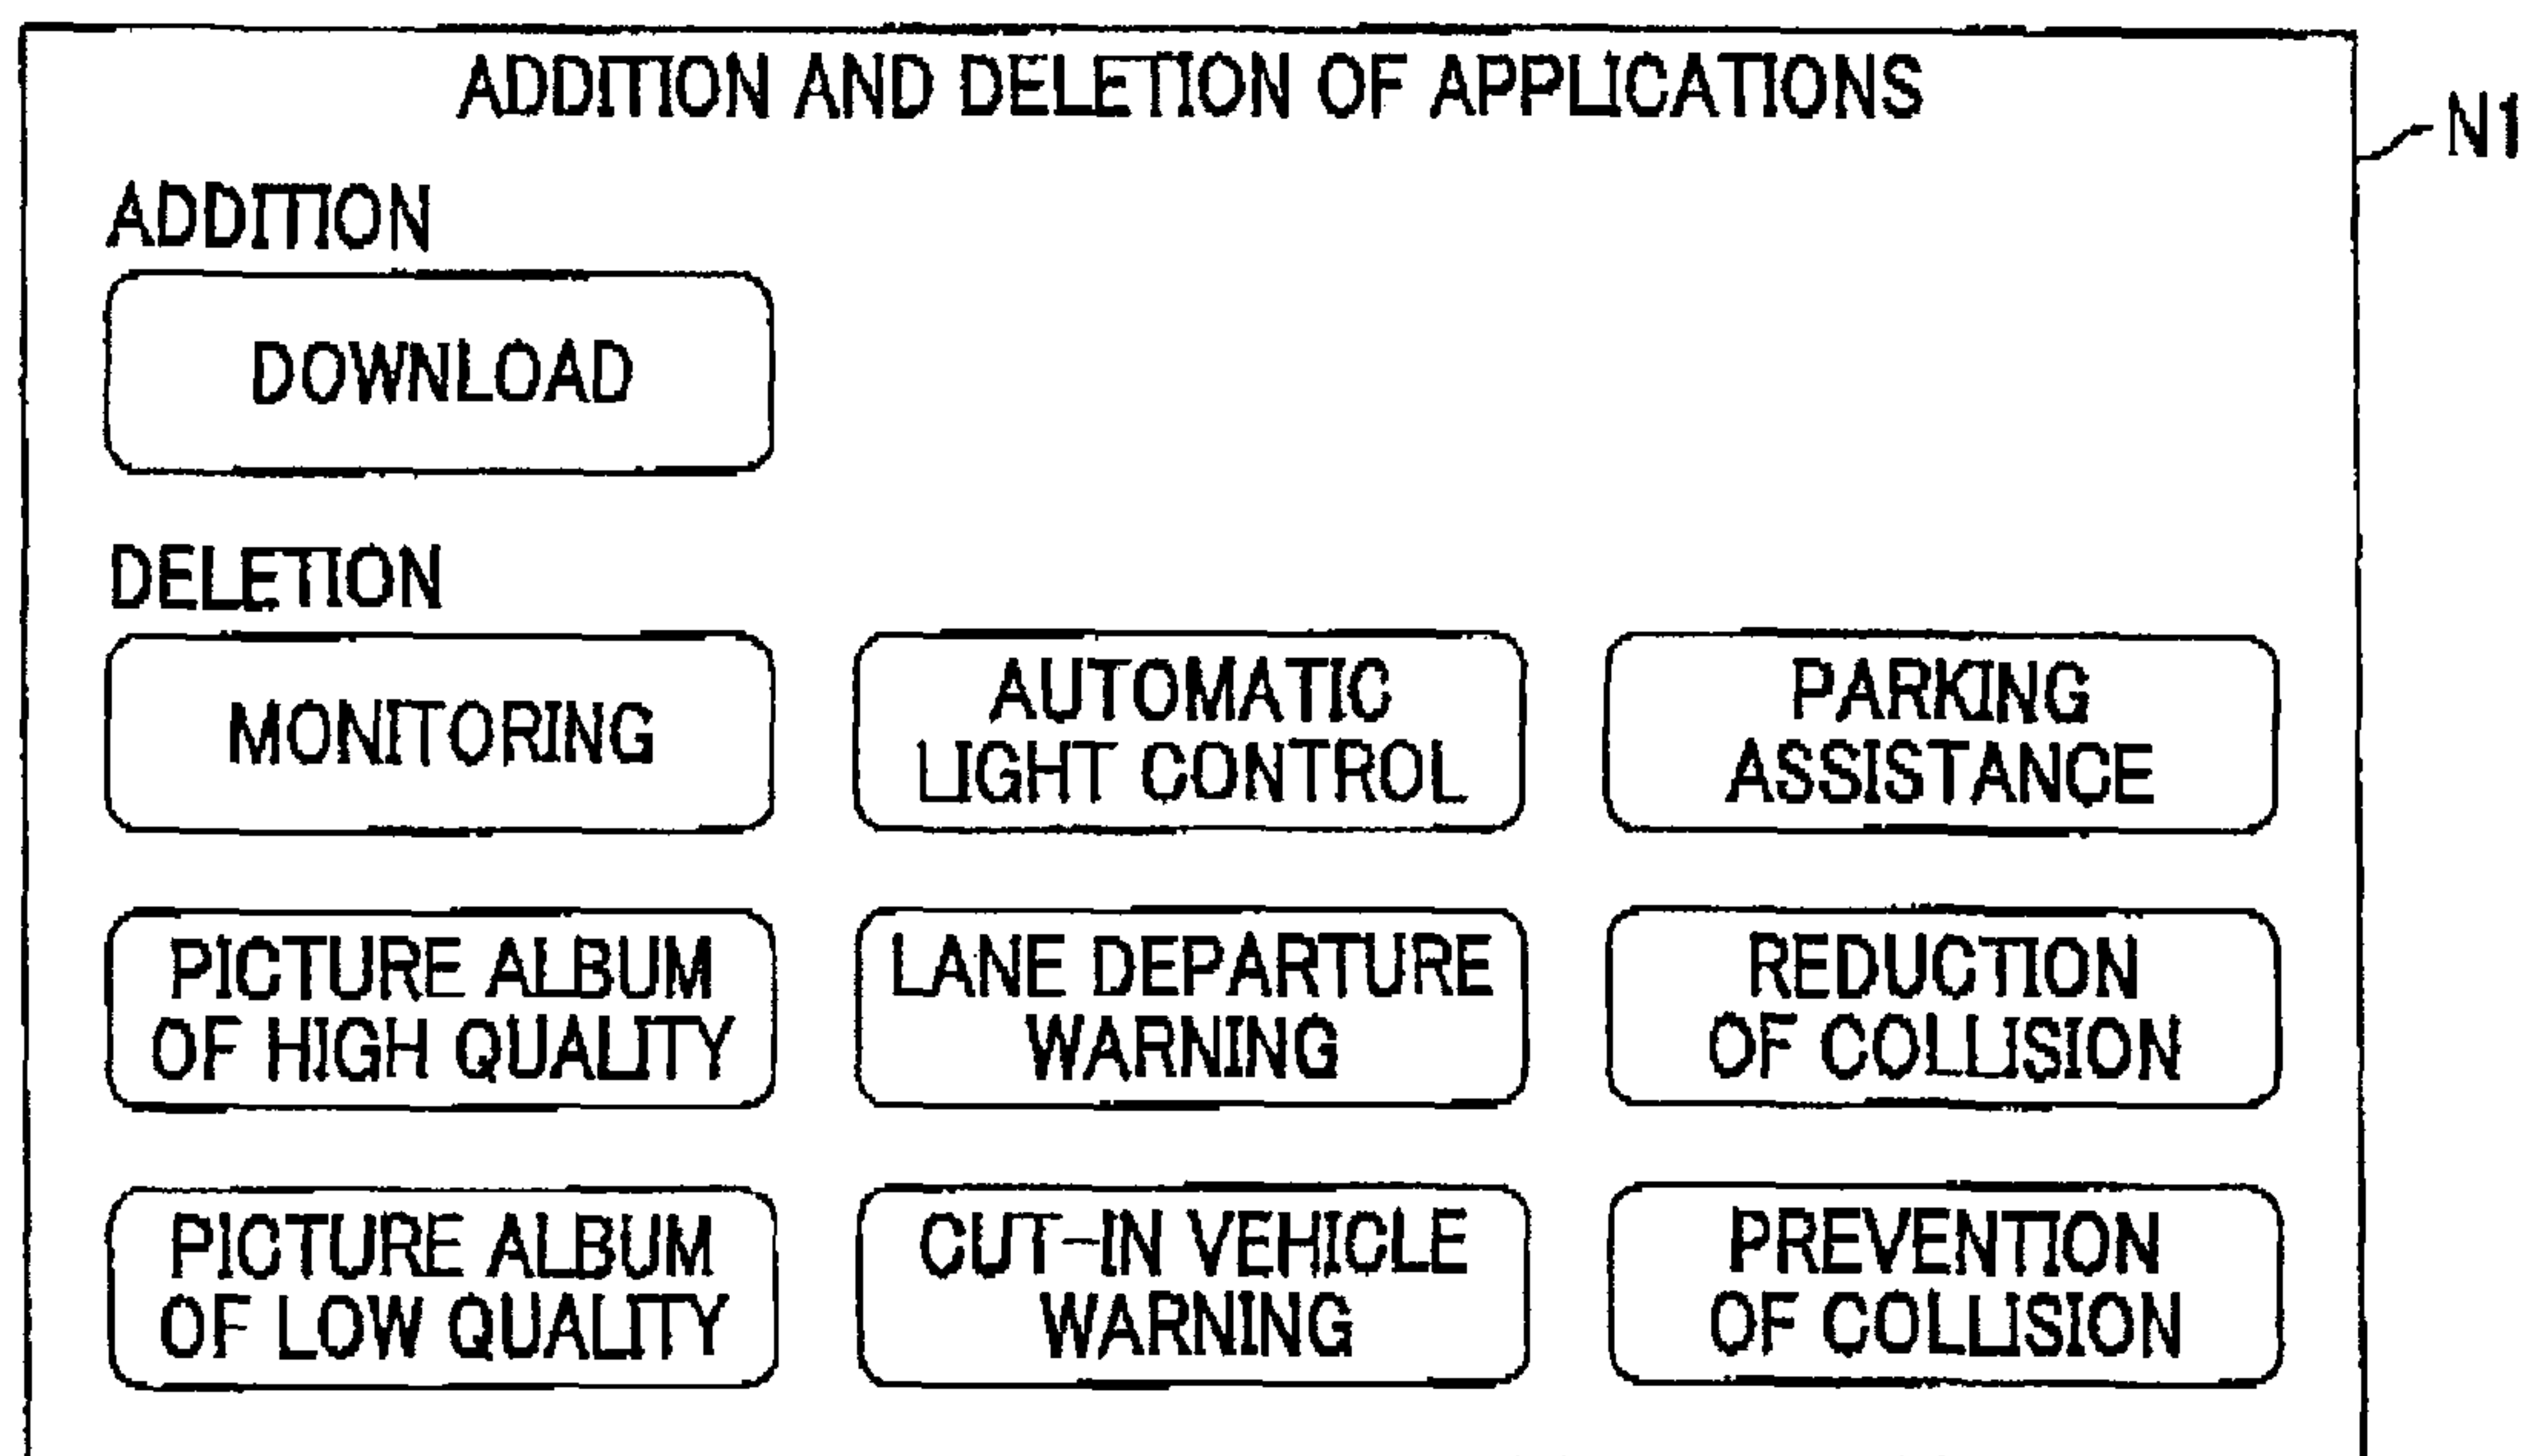 ADDITION AND DELETION OF APPLICATIONS
N1
ADDITION
DOWNLOAD
DELETION
MONITORING
AUTOMATIC
LIGHT CONTROL
PARKING
ASSISTANCE
PICTURE ALBUM
OF HIGH QUALITY
LANE DEPARTURE
WARNING
REDUCTION
OF COLLISION
PICTURE ALBUM
OF LOW QUALITY
CUT-IN VEHICLE
WARNING
PREVENTION
OF COLLISION